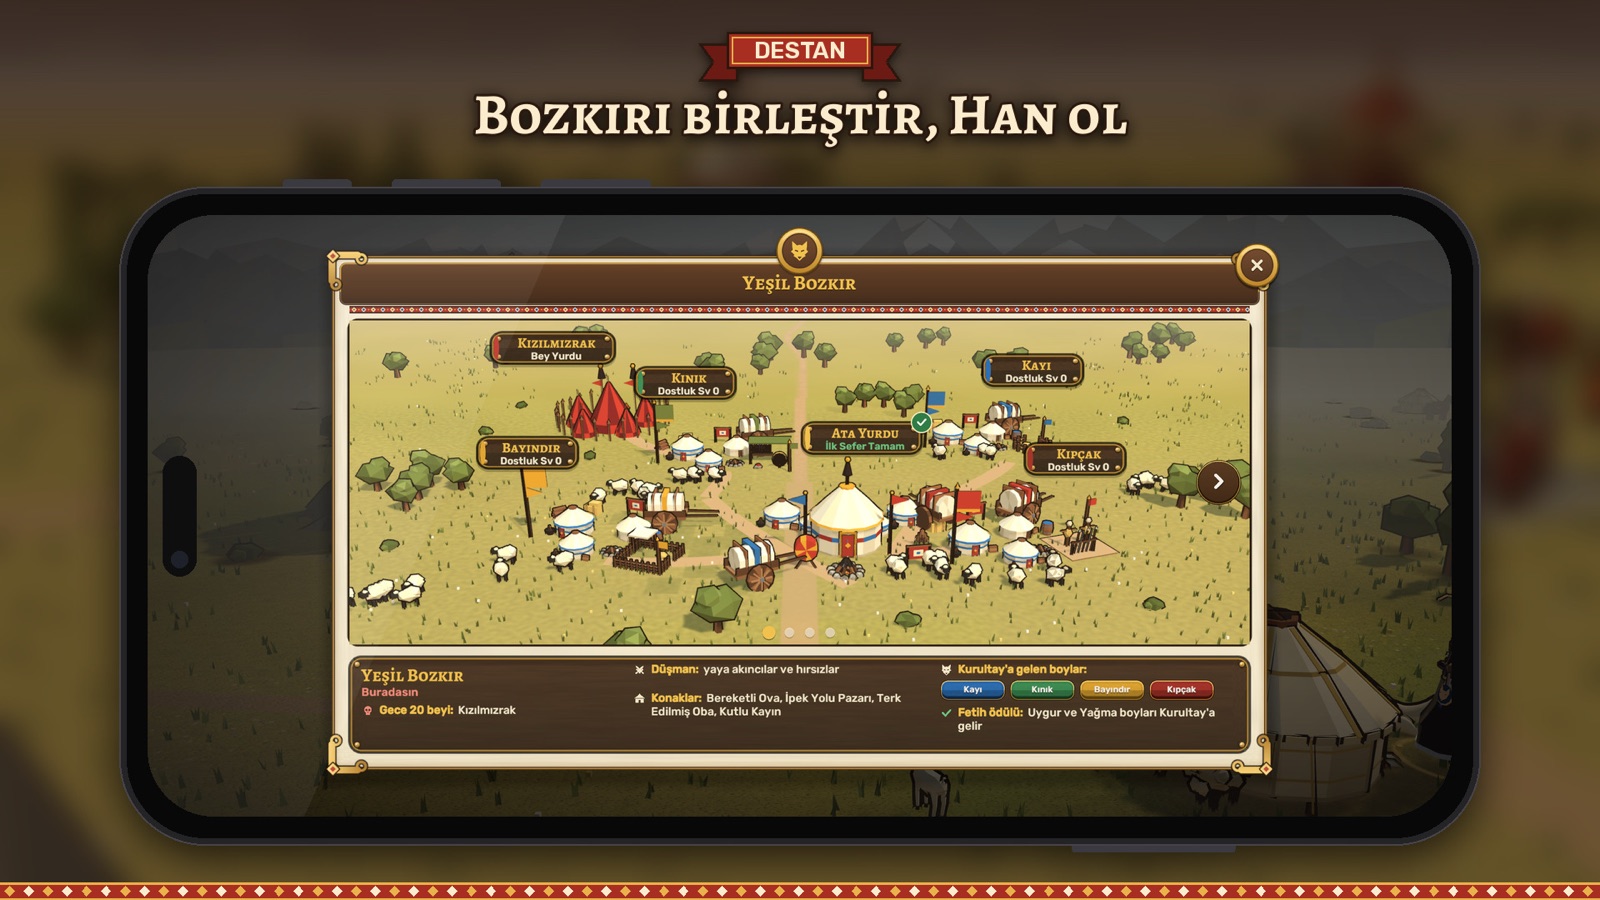 DESTAN
Bozkırı birleştir, Han ol
Yeşil Bozkır
Kızılmızrak
Bey Yurdu
Kınık
Dostluk Sv 0
Kayı
Dostluk Sv 0
Ata Yurdu
İlk Sefer Tamam
Bayındır
Dostluk Sv 0
Kıpçak
Dostluk Sv 0
Yeşil Bozkır
Buradasın
Gece 20 beyi: Kızılmızrak
Düşman: yaya akıncılar ve hırsızlar
Konaklar: Bereketli Ova, İpek Yolu Pazarı, Terk
Edilmiş Oba, Kutlu Kayın
Kurultay'a gelen boylar:
Kayı Kınık Bayındır Kıpçak
Fetih ödülü: Uygur ve Yağma boyları Kurultay'a
gelir